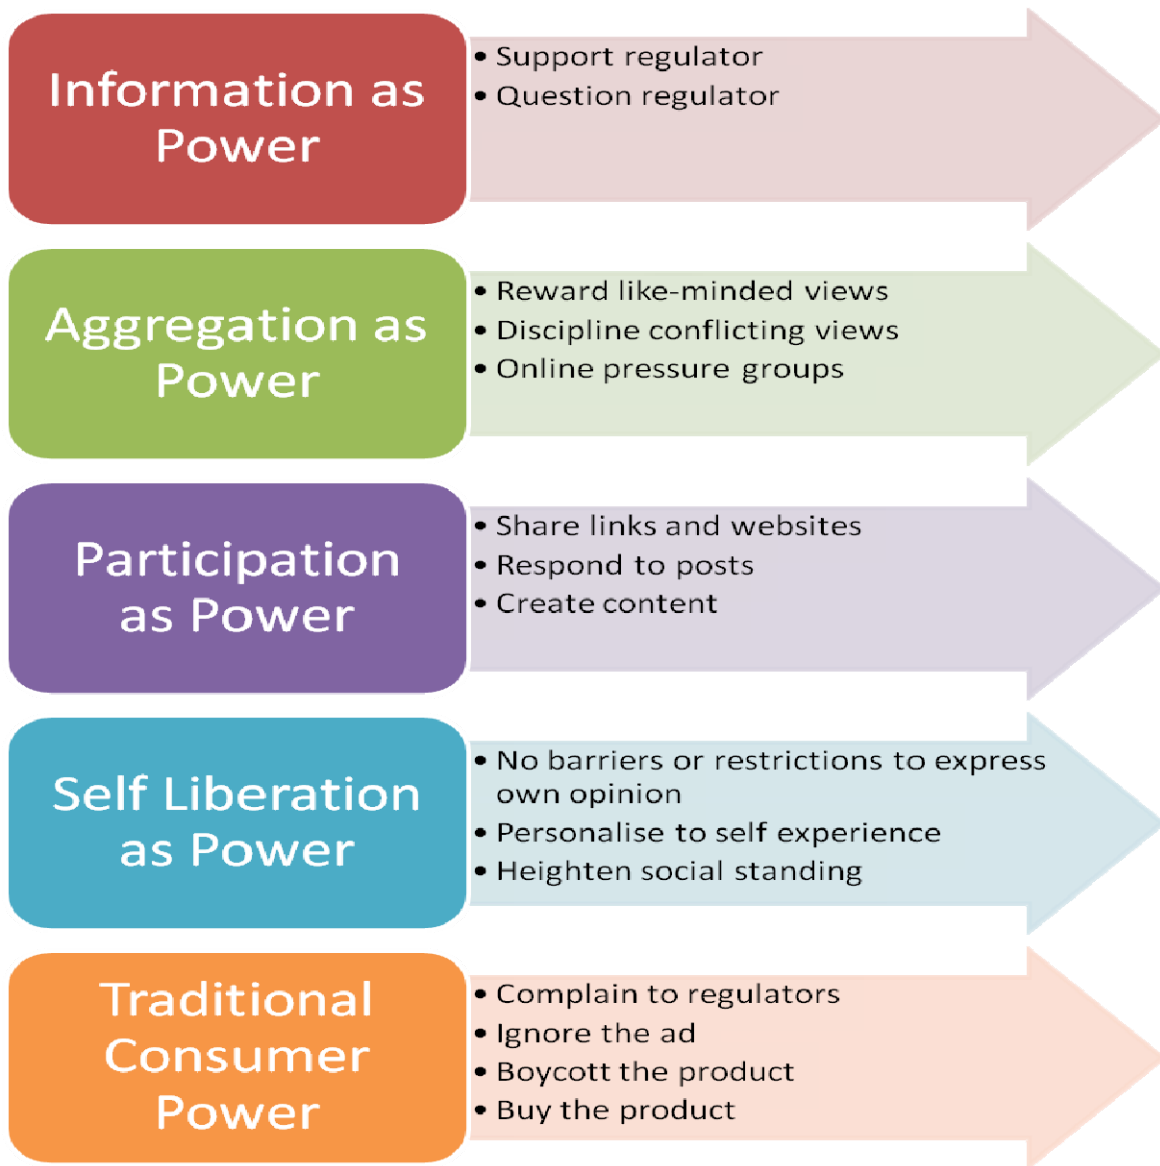 Information as
Power
• Support regulator
• Question regulator
Aggregation as
Power
• Reward like-minded views
• Discipline conflicting views
• Online pressure groups
Participation
as Power
• Share links and websites
• Respond to posts
• Create content
Self Liberation
as Power
• No barriers or restrictions to express
own opinion
• Personalise to self experience
• Heighten social standing
Traditional
Consumer
Power
• Complain to regulators
• Ignore the ad
• Boycott the product
• Buy the product